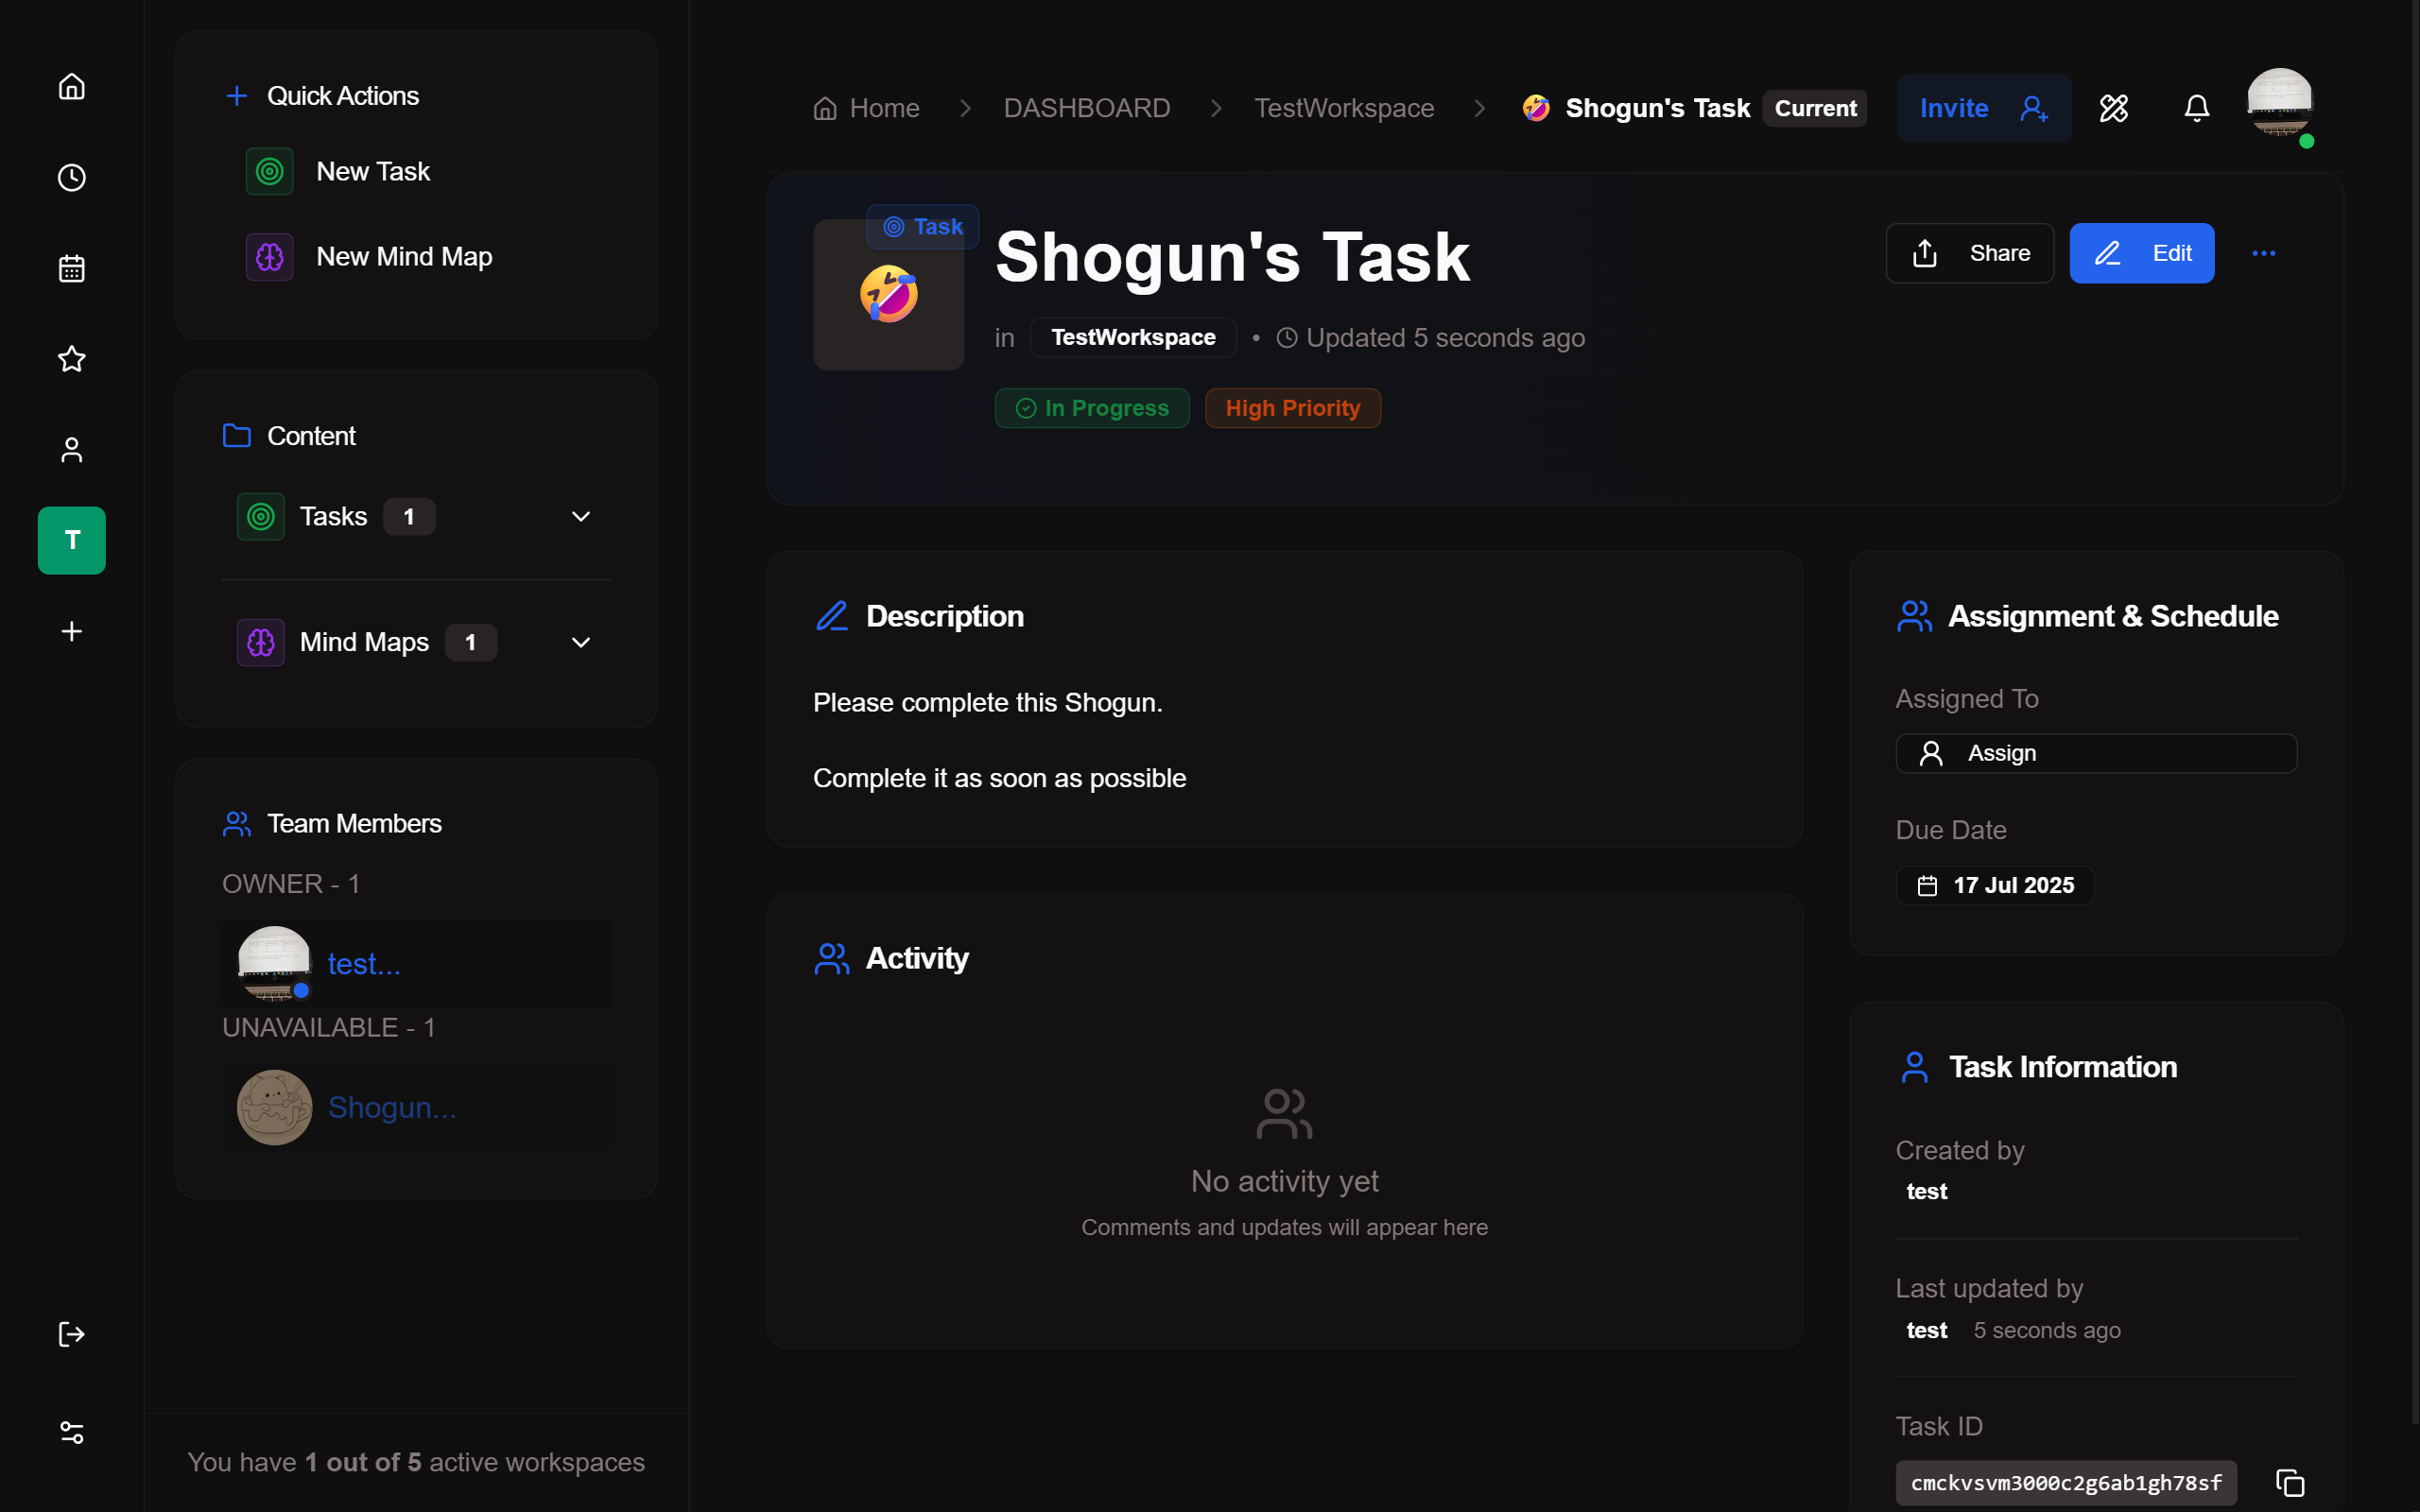 Quick Actions
New Task
New Mind Map
Content
Tasks 1
Mind Maps 1
Team Members
OWNER - 1
test...
UNAVAILABLE - 1
Shogun...
T
You have 1 out of 5 active workspaces
Home DASHBOARD TestWorkspace Shogun's Task Current
Invite
Task
Shogun's Task
in TestWorkspace • Updated 5 seconds ago
In Progress High Priority
Share Edit
Description
Please complete this Shogun.
Complete it as soon as possible
Activity
No activity yet
Comments and updates will appear here
Assignment & Schedule
Assigned To
Assign
Due Date
17 Jul 2025
Task Information
Created by
test
Last updated by
test 5 seconds ago
Task ID
cmckvsvm3000c2g6ab1gh78sf